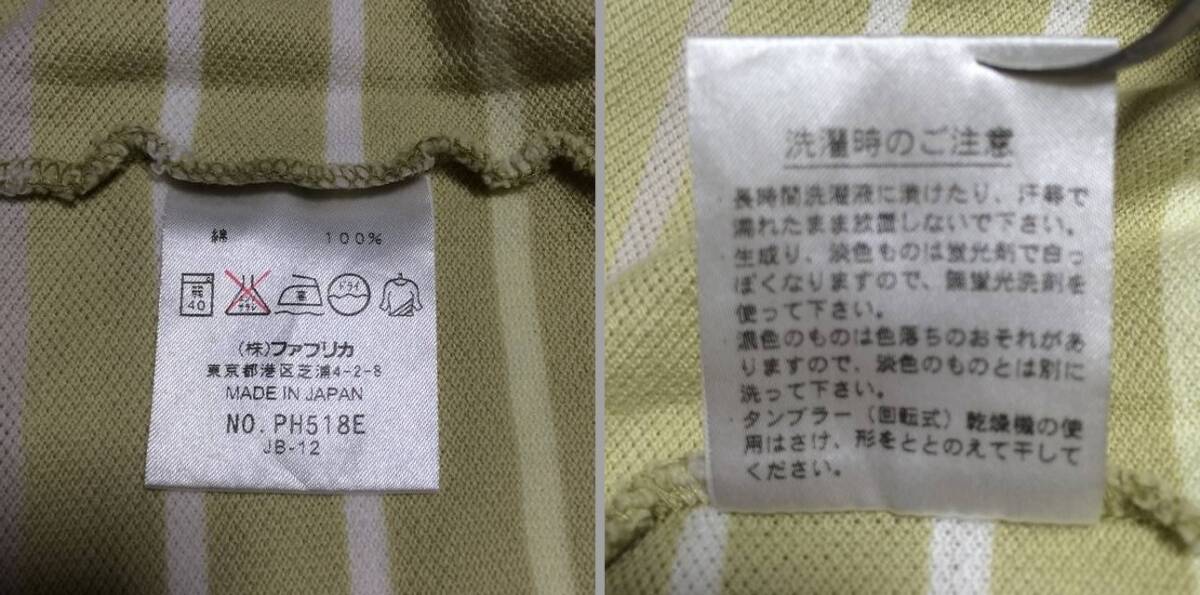 綿 100%
弱 40
エンソ サラシ
高
ドライ
(株)ファブリカ
東京都港区芝浦4-2-8
MADE IN JAPAN
NO. PH518E
JB-12
洗濯時のご注意
長時間洗濯液に漬けたり、汗等で
濡れたまま放置しないで下さい。
生成り、淡色ものは蛍光剤で白っ
ぽくなりますので、無蛍光洗剤を
使って下さい。
濃色のものは色落ちのおそれがあ
りますので、淡色のものとは別に
洗って下さい。
タンブラー(回転式)乾燥機の使
用はさけ、形をととのえて干して
ください。